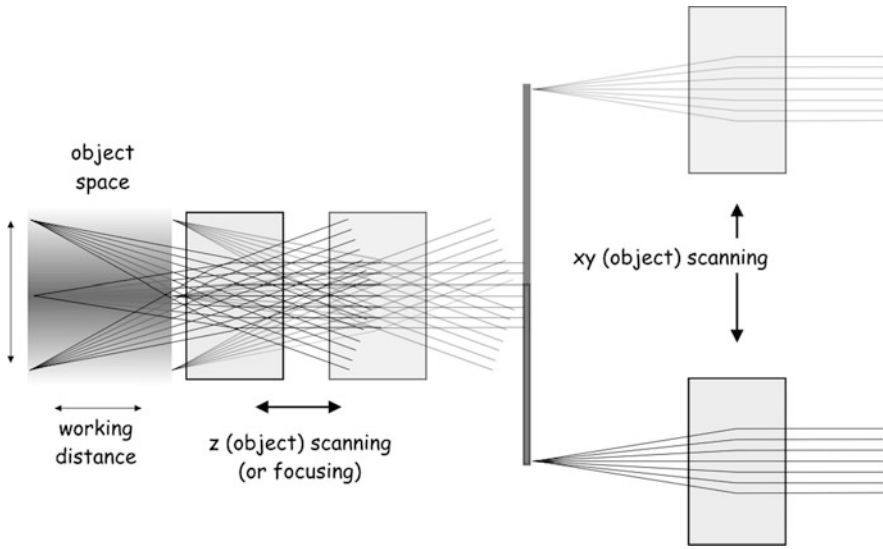 object
space
xy (object) scanning
working
distance
z (object) scanning
(or focusing)